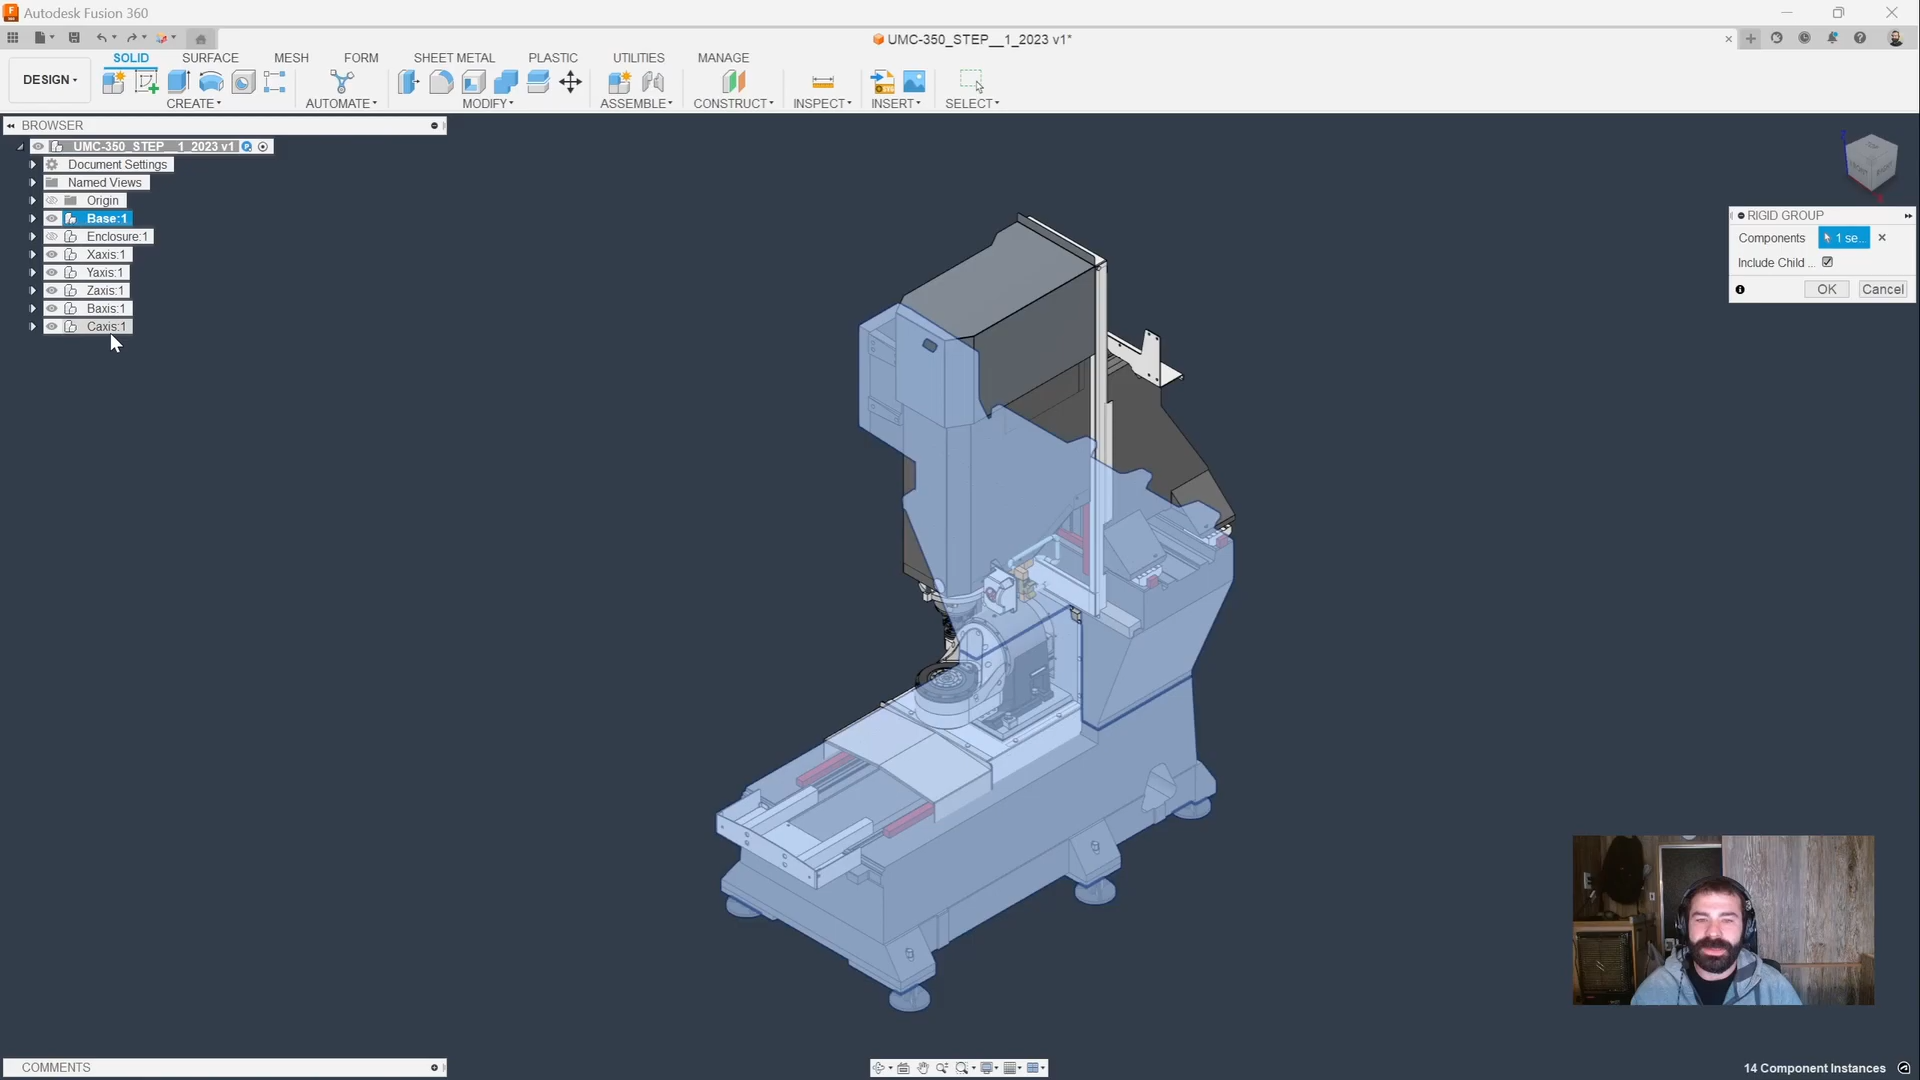 Autodesk Fusion 360
UMC-350_STEP__1_2023 v1*
DESIGN
SOLID SURFACE MESH FORM SHEET METAL PLASTIC UTILITIES MANAGE
CREATE AUTOMATE MODIFY ASSEMBLE CONSTRUCT INSPECT INSERT SELECT
BROWSER
UMC-350_STEP__1_2023 v1
Document Settings
Named Views
Origin
Base:1
Enclosure:1
Xaxis:1
Yaxis:1
Zaxis:1
Baxis:1
Caxis:1
RIGID GROUP
Components 1 se...
Include Child ...
OK Cancel
COMMENTS
14 Component Instances